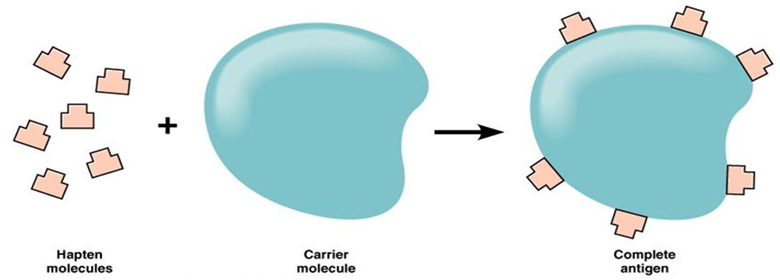 +
Hapten
molecules
Carrier
molecule
Complete
antigen